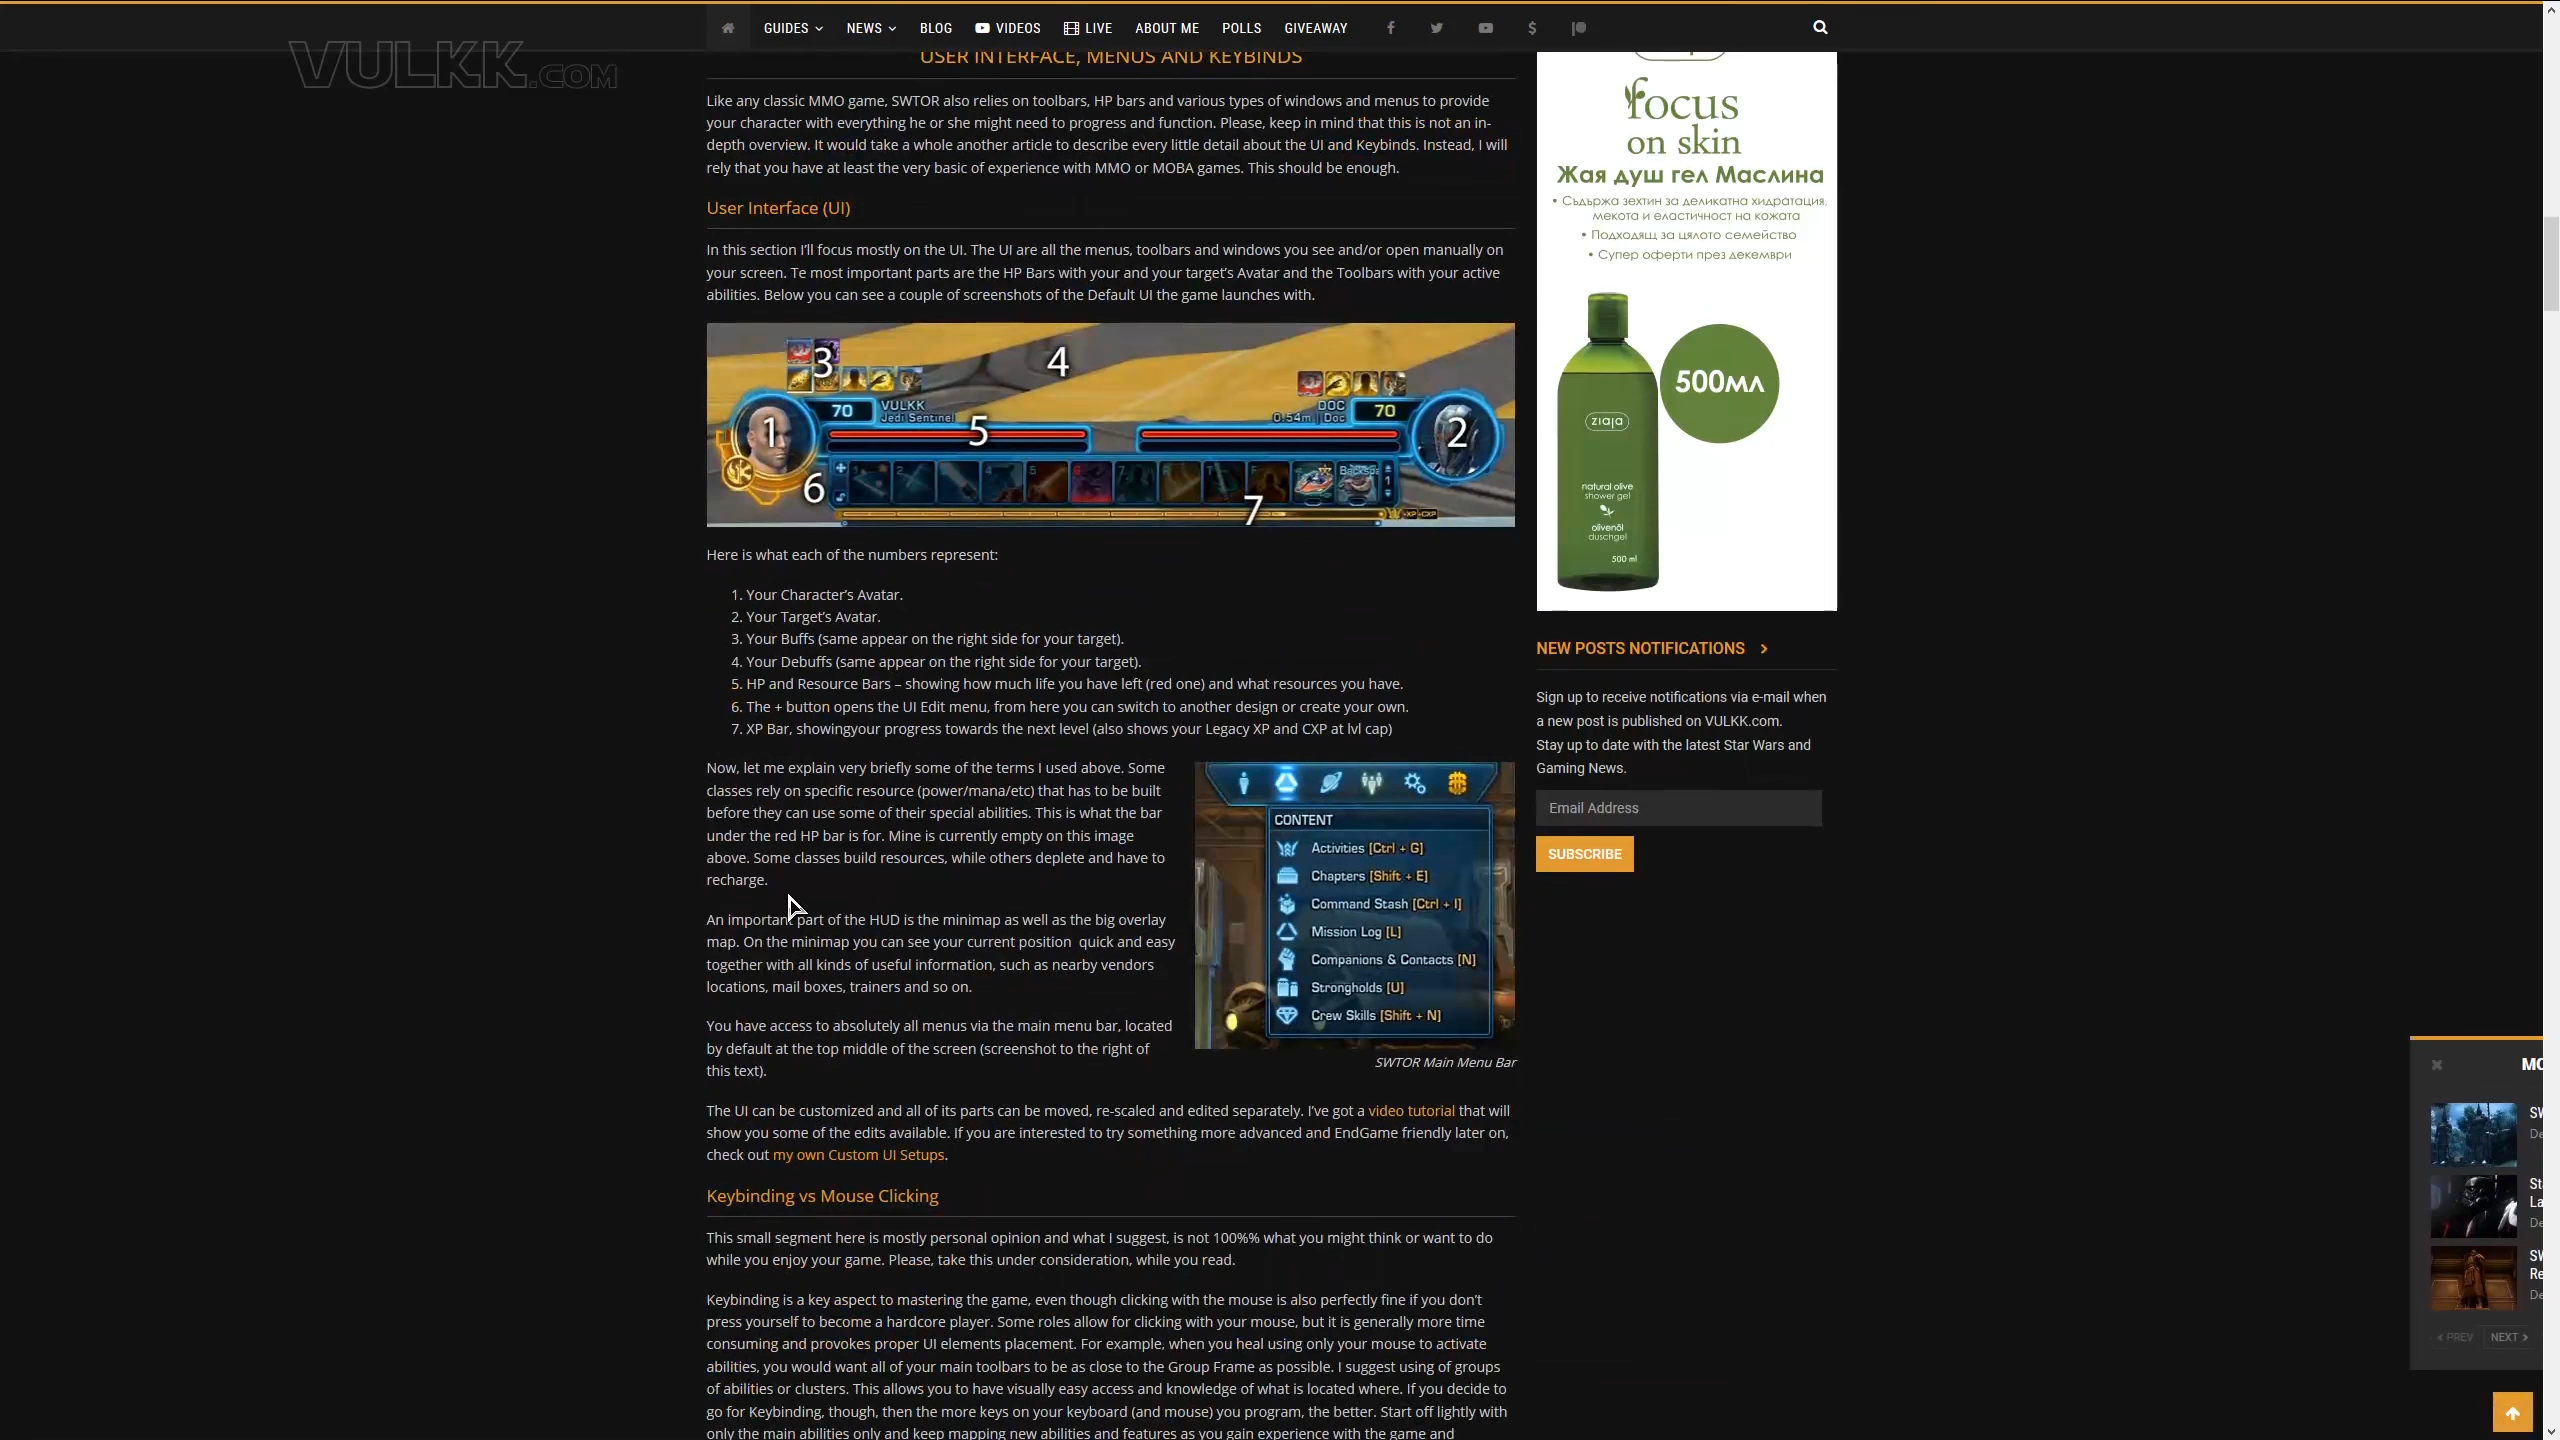 GUIDES
NEWS
BLOG
VIDEOS
LIVE
ABOUT ME
POLLS
GIVEAWAY
VULKK.COM
USER INTERFACE, MENUS AND KEYBINDS
Like any classic MMO game, SWTOR also relies on toolbars, HP bars and various types of windows and menus to provide
your character with everything he or she might need to progress and function. Please, keep in mind that this is not an in-
depth overview. It would take a whole another article to describe every little detail about the UI and Keybinds. Instead, I will
rely that you have at least the very basic of experience with MMO or MOBA games. This should be enough.
User Interface (UI)
In this section I'll focus mostly on the UI. The UI are all the menus, toolbars and windows you see and/or open manually on
your screen. Te most important parts are the HP Bars with your and your target's Avatar and the Toolbars with your active
abilities. Below you can see a couple of screenshots of the Default UI the game launches with.
3
4
70
VULKK
Jedi Sentinel
DOC
0.54m | Doc
70
1
5
2
6
7
Here is what each of the numbers represent:
1. Your Character's Avatar.
2. Your Target's Avatar.
3. Your Buffs (same appear on the right side for your target).
4. Your Debuffs (same appear on the right side for your target).
5. HP and Resource Bars – showing how much life you have left (red one) and what resources you have.
6. The + button opens the UI Edit menu, from here you can switch to another design or create your own.
7. XP Bar, showingyour progress towards the next level (also shows your Legacy XP and CXP at lvl cap)
Now, let me explain very briefly some of the terms I used above. Some
classes rely on specific resource (power/mana/etc) that has to be built
before they can use some of their special abilities. This is what the bar
under the red HP bar is for. Mine is currently empty on this image
above. Some classes build resources, while others deplete and have to
recharge.
An important part of the HUD is the minimap as well as the big overlay
map. On the minimap you can see your current position quick and easy
together with all kinds of useful information, such as nearby vendors
locations, mail boxes, trainers and so on.
You have access to absolutely all menus via the main menu bar, located
by default at the top middle of the screen (screenshot to the right of
this text).
CONTENT
Activities [Ctrl + G]
Chapters [Shift + E]
Command Stash [Ctrl + I]
Mission Log [L]
Companions & Contacts [N]
Strongholds [U]
Crew Skills [Shift + N]
SWTOR Main Menu Bar
The UI can be customized and all of its parts can be moved, re-scaled and edited separately. I've got a video tutorial that will
show you some of the edits available. If you are interested to try something more advanced and EndGame friendly later on,
check out my own Custom UI Setups.
Keybinding vs Mouse Clicking
This small segment here is mostly personal opinion and what I suggest, is not 100%% what you might think or want to do
while you enjoy your game. Please, take this under consideration, while you read.
Keybinding is a key aspect to mastering the game, even though clicking with the mouse is also perfectly fine if you don't
press yourself to become a hardcore player. Some roles allow for clicking with your mouse, but it is generally more time
consuming and provokes proper UI elements placement. For example, when you heal using only your mouse to activate
abilities, you would want all of your main toolbars to be as close to the Group Frame as possible. I suggest using of groups
of abilities or clusters. This allows you to have visually easy access and knowledge of what is located where. If you decide to
go for Keybinding, though, then the more keys on your keyboard (and mouse) you program, the better. Start off lightly with
only the main abilities only and keep mapping new abilities and features as you gain experience with the game and
focus
on skin
Жая душ гел Маслина
• Съдържа зехтин за деликатна хидратация,
мекота и еластичност на кожата
• Подходящ за цялото семейство
• Супер оферти през декември
500мл
ziaja
natural olive
shower gel
olivenöl
duschgel
500 ml
NEW POSTS NOTIFICATIONS
Sign up to receive notifications via e-mail when
a new post is published on VULKK.com.
Stay up to date with the latest Star Wars and
Gaming News.
Email Address
SUBSCRIBE
PREV
NEXT